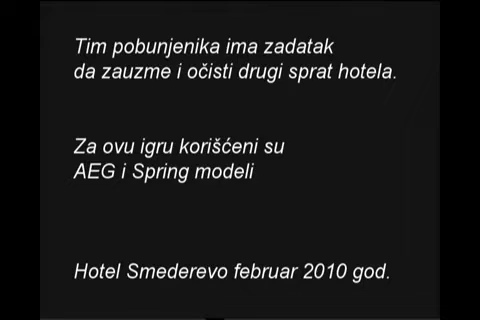 Tim pobunjenika ima zadatak
da zauzme i očisti drugi sprat hotela.
Za ovu igru korišćeni su
AEG i Spring modeli
Hotel Smederevo februar 2010 god.